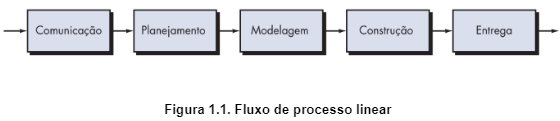 Comunicação Planejamento Modelagem Construção Entrega
Figura 1.1. Fluxo de processo linear